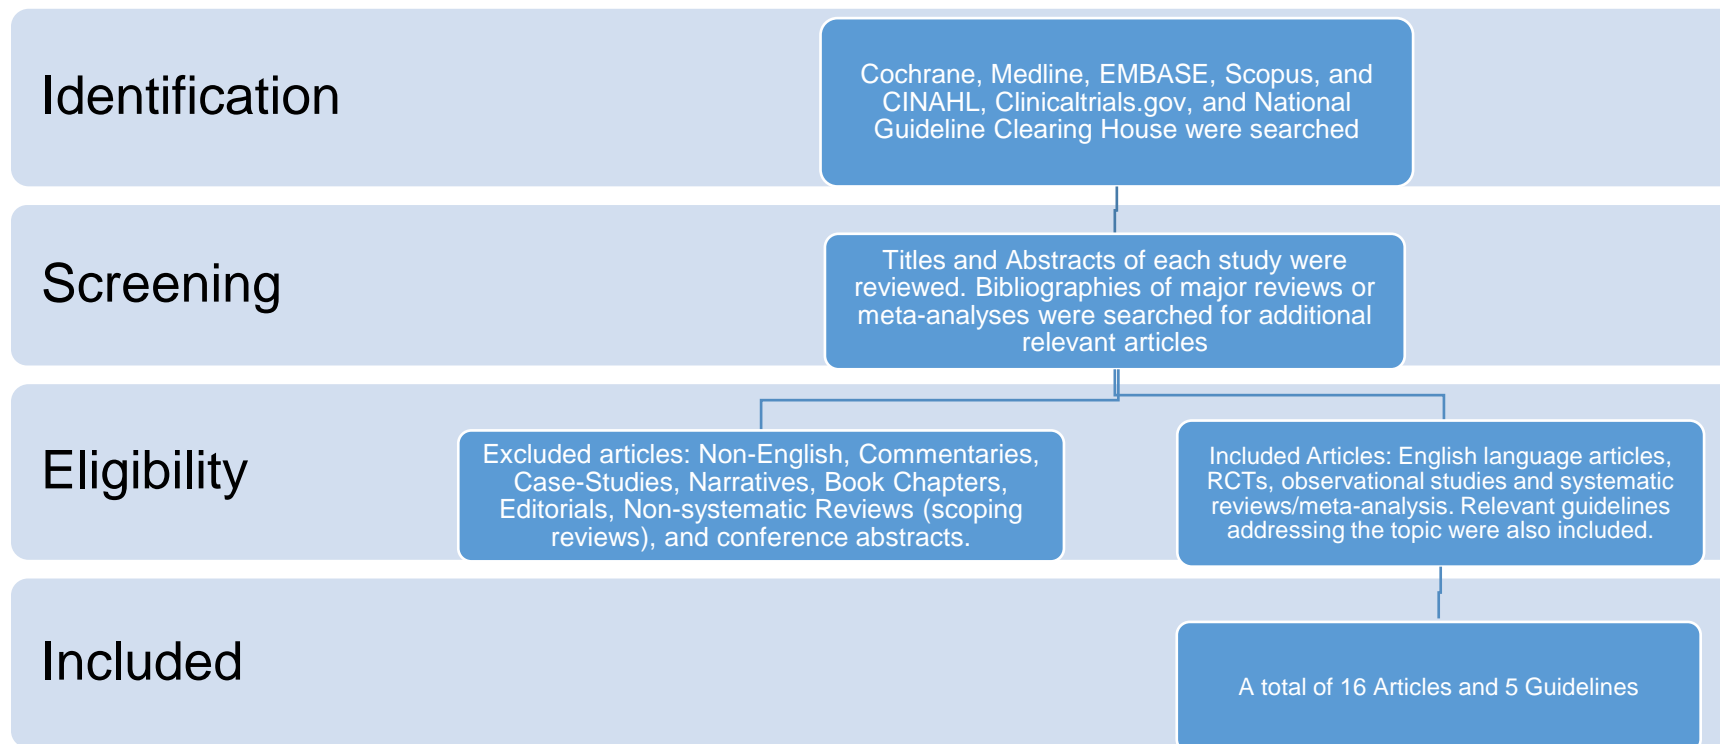 Identification
Cochrane, Medline, EMBASE, Scopus, and
CINAHL, Clinicaltrials.gov, and National
Guideline Clearing House were searched
Screening
Titles and Abstracts of each study were
reviewed. Bibliographies of major reviews or
meta-analyses were searched for additional
relevant articles
Eligibility
Excluded articles: Non-English, Commentaries,
Case-Studies, Narratives, Book Chapters,
Editorials, Non-systematic Reviews (scoping
reviews), and conference abstracts.
Included Articles: English language articles,
RCTs, observational studies and systematic
reviews/meta-analysis. Relevant guidelines
addressing the topic were also included.
Included
A total of 16 Articles and 5 Guidelines